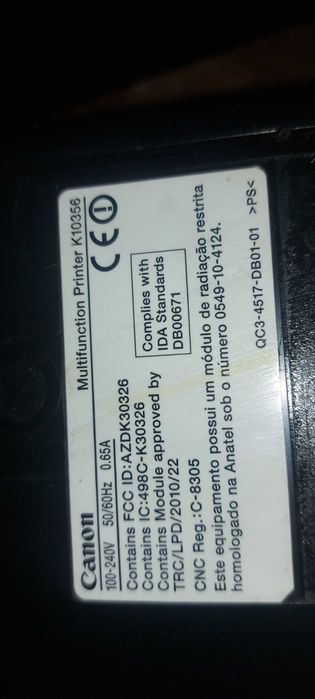 Canon Multifunction Printer K10356
100-240V 50/60Hz 0.65A
CE
Contains FCC ID:AZDK30326
Contains IC:498C-K30326
Contains Module approved by
TRC/LPD/2010/22
Complies with
IDA Standards
DB00671
CNC Reg.:C-8305
Este equipamento possui um módulo de radiação restrita
homologado na Anatel sob o número 0549-10-4124.
QC3-4517-DB01-01 >PS<